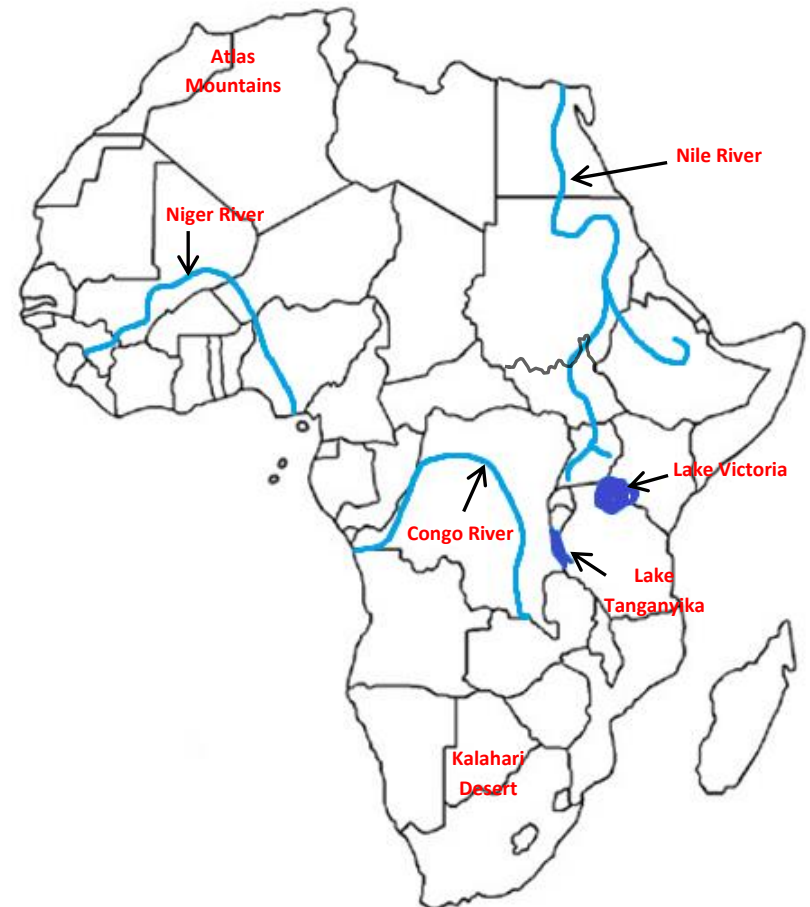 Atlas
Mountains
Nile River
Niger River
Lake Victoria
Congo River
Lake
Tanganyika
Kalahari
Desert